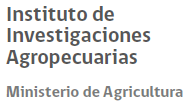 Instituto de
Investigaciones
Agropecuarias
Ministerio de Agricultura